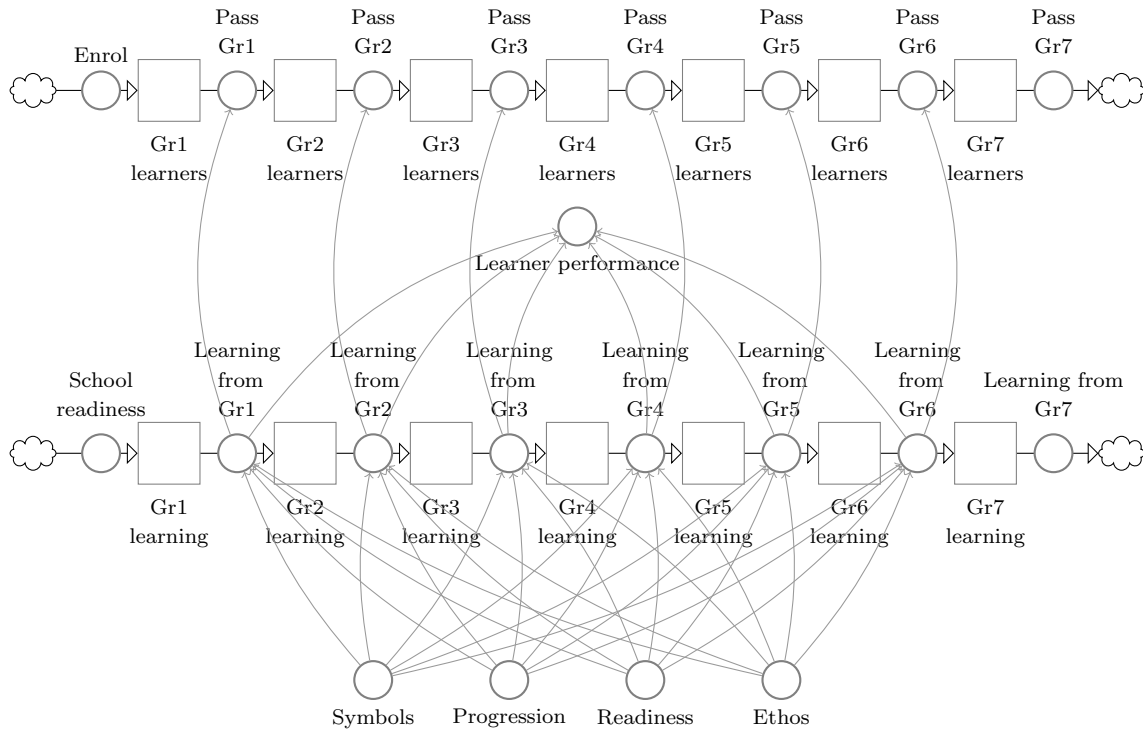 Enrol
Pass
Gr1
Pass
Gr2
Pass
Gr3
Pass
Gr4
Pass
Gr5
Pass
Gr6
Pass
Gr7
Gr1
learners
Gr2
learners
Gr3
learners
Gr4
learners
Gr5
learners
Gr6
learners
Gr7
learners
Learner performance
School
readiness
Learning
from
Gr1
Learning
from
Gr2
Learning
from
Gr3
Learning
from
Gr4
Learning
from
Gr5
Learning
from
Gr6
Learning from
Gr7
Gr1
learning
Gr2
learning
Gr3
learning
Gr4
learning
Gr5
learning
Gr6
learning
Gr7
learning
Symbols
Progression
Readiness
Ethos